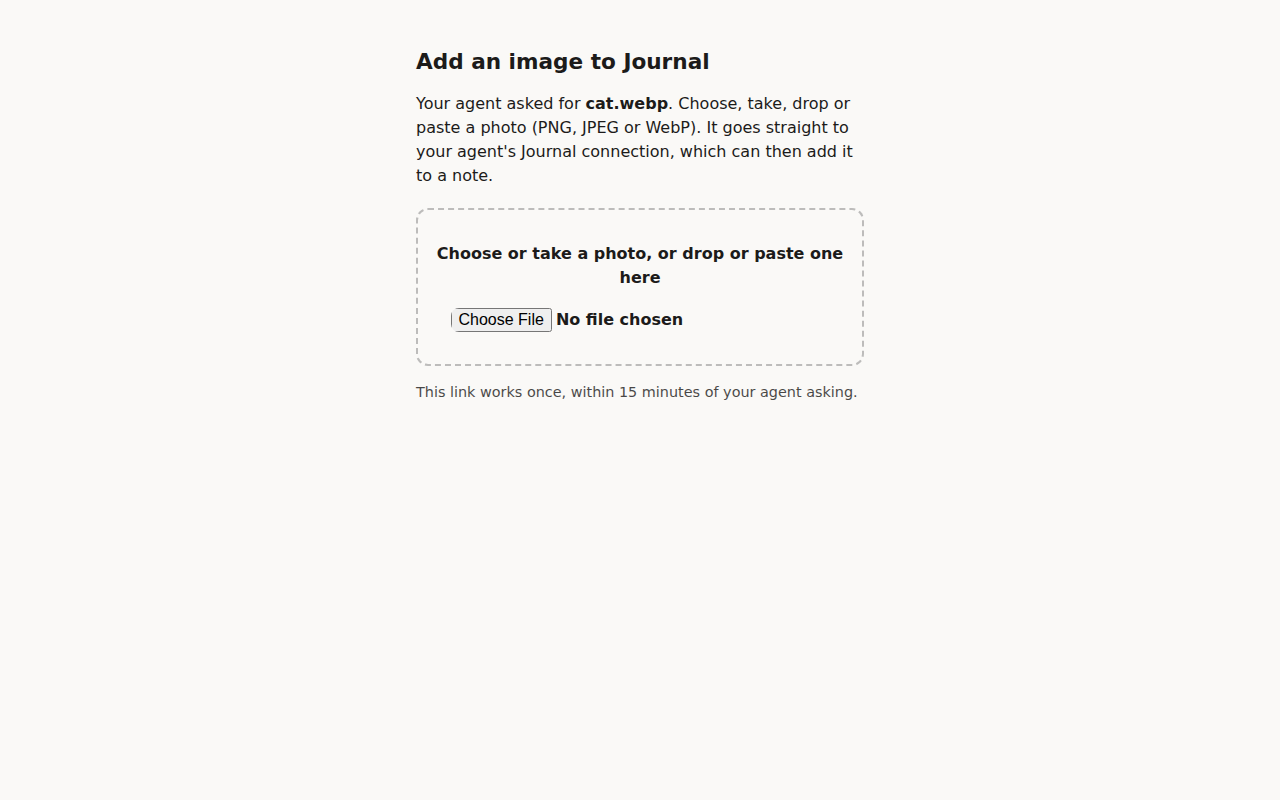 Add an image to Journal
Your agent asked for cat.webp. Choose, take, drop or
paste a photo (PNG, JPEG or WebP). It goes straight to
your agent's Journal connection, which can then add it
to a note.
Choose or take a photo, or drop or paste one
here
Choose File No file chosen
This link works once, within 15 minutes of your agent asking.